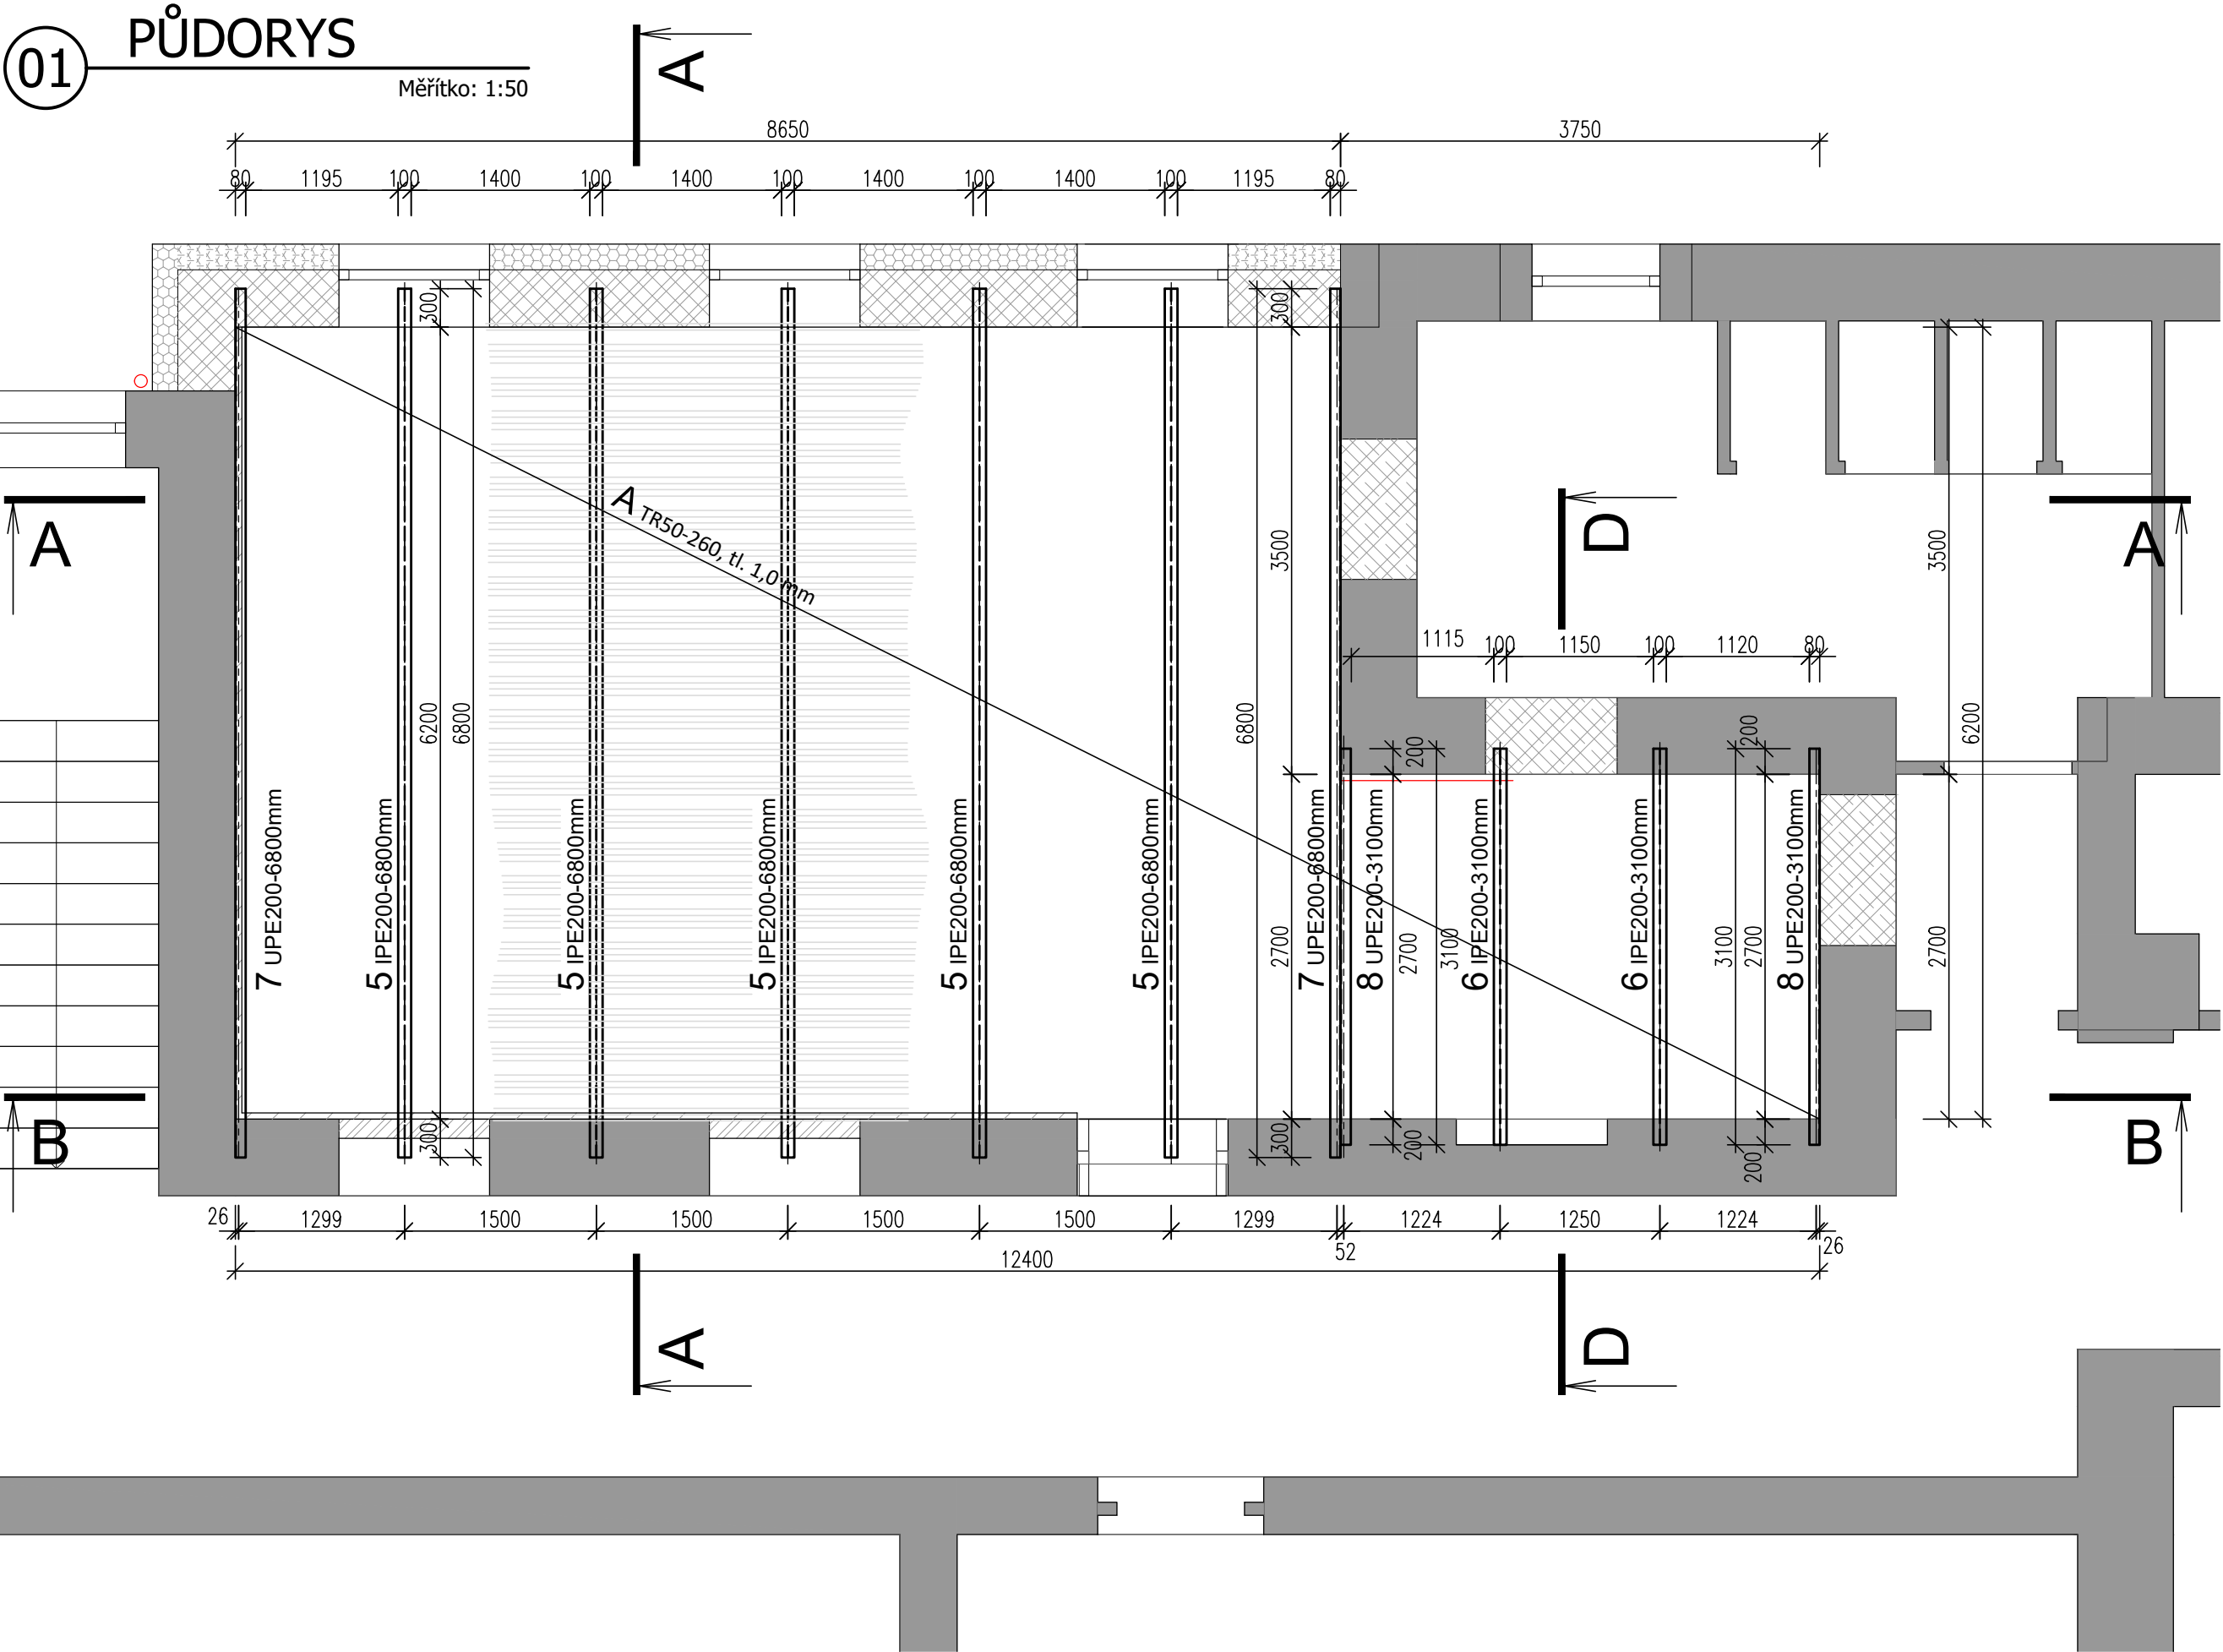 01
PŮDORYS
Měřítko: 1:50
A
8650
3750
80
1195
100
1400
100
1400
100
1400
100
1400
100
1195
80
300
300
A TR50-260, tl. 1,0 mm
A
D
A
3500
3500
1115
100
1150
100
1120
80
6200
6800
6800
6200
200
200
7 UPE200-6800mm
5 IPE200-6800mm
5 IPE200-6800mm
5 IPE200-6800mm
5 IPE200-6800mm
5 IPE200-6800mm
2700
7 UPE200-6800mm
8 UPE200-3100mm
2700
3100
6 IPE200-3100mm
6 IPE200-3100mm
3100
2700
8 UPE200-3100mm
2700
B
300
300
200
200
B
26
1299
1500
1500
1500
1500
1299
52
1224
1250
1224
26
12400
A
D